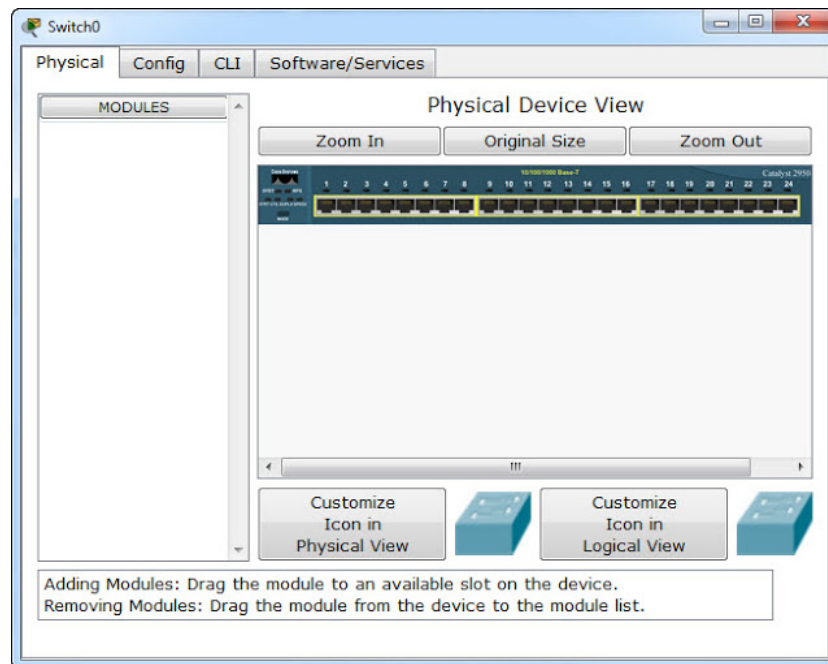 Switch0
Physical Config CLI Software/Services
MODULES
Physical Device View
Zoom In Original Size Zoom Out
10/100/1000 Base-T
Catalyst 2950
1 2 3 4 5 6 7 8 9 10 11 12 13 14 15 16 17 18 19 20 21 22 23 24
MODE
Customize
Icon in
Physical View
Customize
Icon in
Logical View
Adding Modules: Drag the module to an available slot on the device.
Removing Modules: Drag the module from the device to the module list.